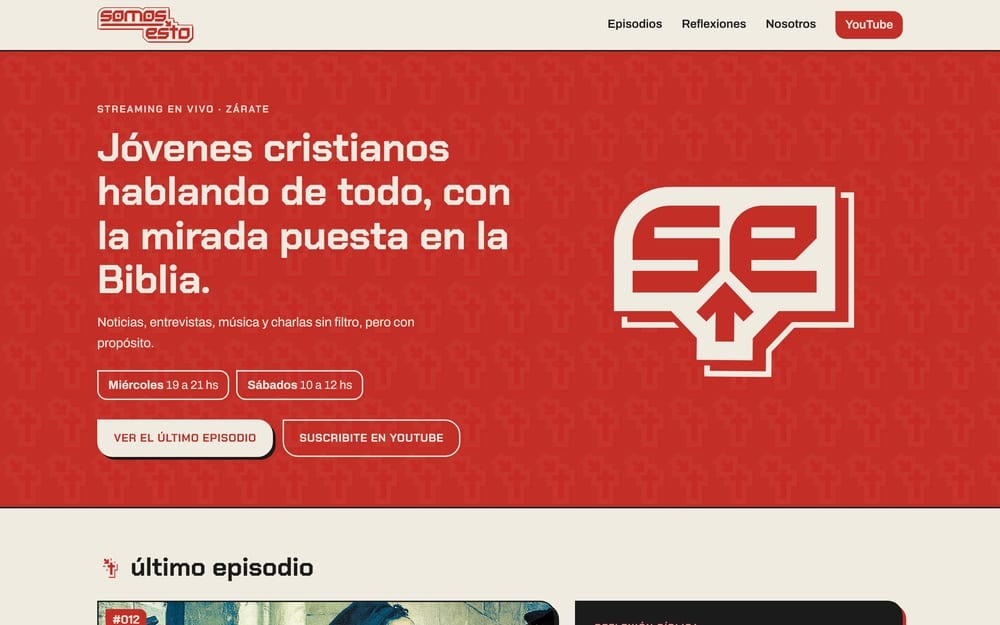 somos
esto
Episodios
Reflexiones
Nosotros
YouTube
STREAMING EN VIVO · ZÁRATE
Jóvenes cristianos
hablando de todo, con
la mirada puesta en la
Biblia.
Noticias, entrevistas, música y charlas sin filtro, pero con
propósito.
Miércoles 19 a 21 hs
Sábados 10 a 12 hs
VER EL ÚLTIMO EPISODIO
SUSCRIBITE EN YOUTUBE
se
último episodio
#012